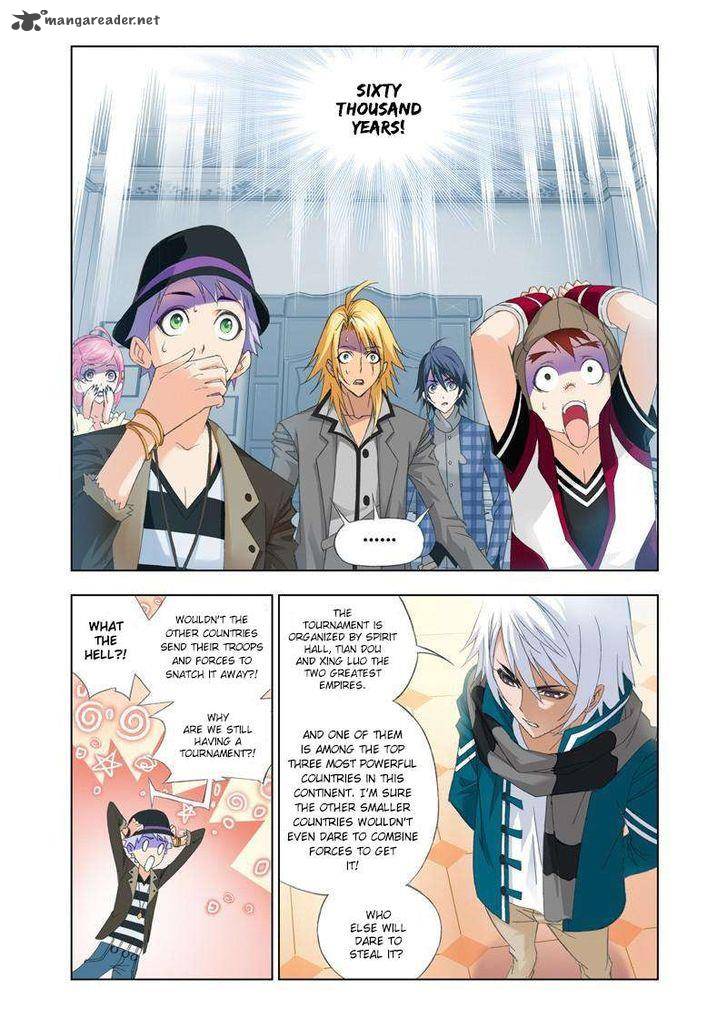 mangareader.net
SIXTY
THOUSAND
YEARS!
......
WHAT
THE
HELL?!
WOULDN'T
THE
OTHER COUNTRIES
SEND THEIR TROOPS
AND FORCES TO
SNATCH IT AWAY?!
WHY
ARE WE STILL
HAVING A
TOURNAMENT?!
THE
TOURNAMENT IS
ORGANIZED BY SPIRIT
HALL, TIAN DOU
AND XING LUO THE
TWO GREATEST
EMPIRES.
AND ONE OF THEM
IS AMONG THE TOP
THREE MOST POWERFUL
COUNTRIES IN THIS
CONTINENT. I'M SURE
THE OTHER SMALLER
COUNTRIES WOULDN'T
EVEN DARE TO COMBINE
FORCES TO GET
IT!
WHO
ELSE WILL
DARE TO
STEAL IT?